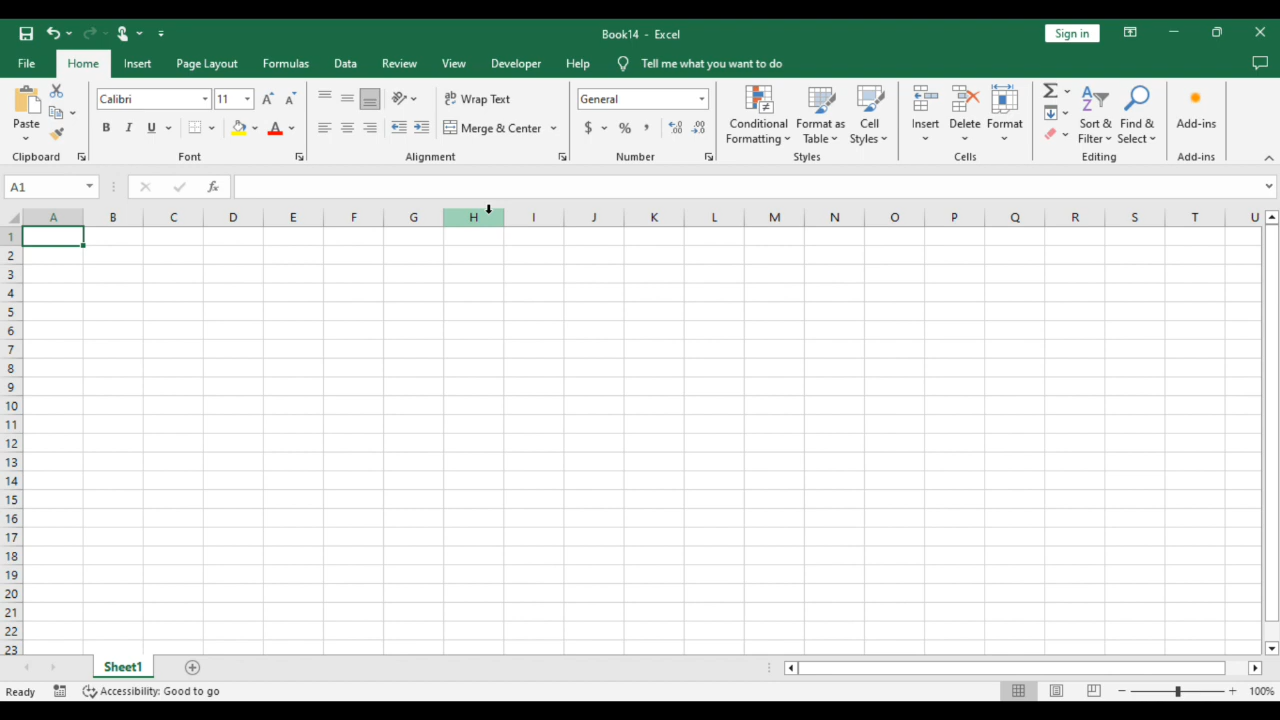 Book14 - Excel
Sign in
File Home Insert Page Layout Formulas Data Review View Developer Help Tell me what you want to do
Paste
Calibri 11
B I U A
Wrap Text
Merge & Center
General
$ % ,
Conditional Formatting
Format as Table
Cell Styles
Insert Delete Format
Sort & Filter
Find & Select
Add-ins
Clipboard Font Alignment Number Styles Cells Editing Add-ins
A1 fx
A B C D E F G H I J K L M N O P Q R S T U
1
2
3
4
5
6
7
8
9
10
11
12
13
14
15
16
17
18
19
20
21
22
23
Sheet1
Ready Accessibility: Good to go 100%